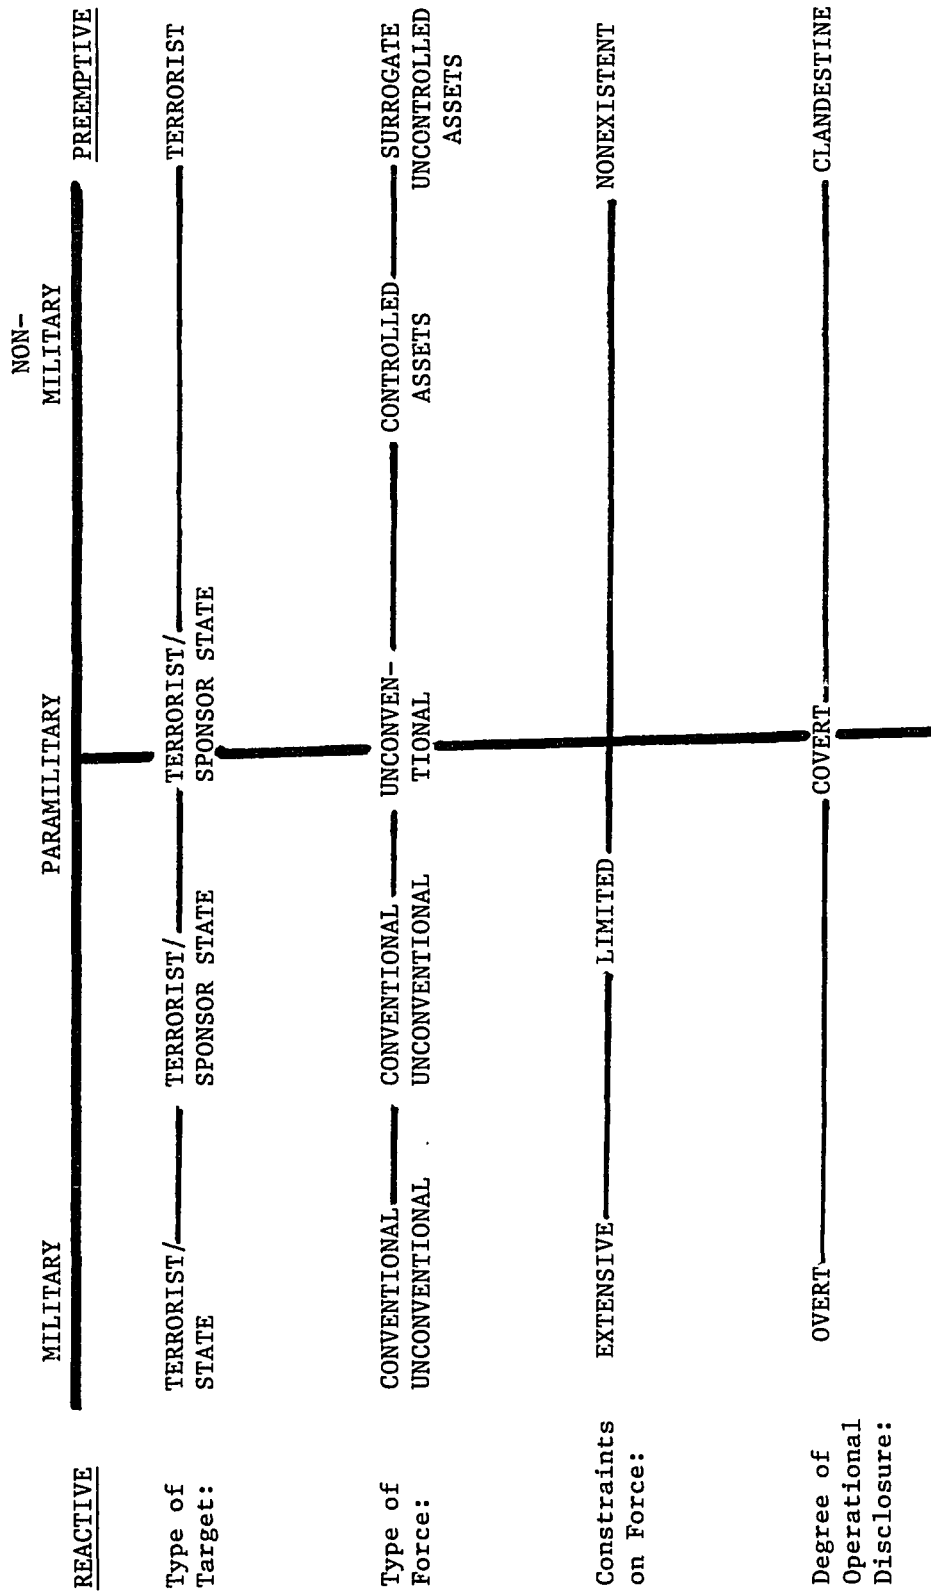 NON-
MILITARY PARAMILITARY MILITARY
REACTIVE PREEMPTIVE
Type of TERRORIST/ TERRORIST/ TERRORIST/ TERRORIST
Target: STATE SPONSOR STATE SPONSOR STATE
Type of CONVENTIONAL CONVENTIONAL UNCONVEN- CONTROLLED SURROGATE
Force: UNCONVENTIONAL UNCONVENTIONAL TIONAL ASSETS UNCONTROLLED
ASSETS
Constraints EXTENSIVE LIMITED NONEXISTENT
on Force:
Degree of OVERT COVERT CLANDESTINE
Operational
Disclosure: